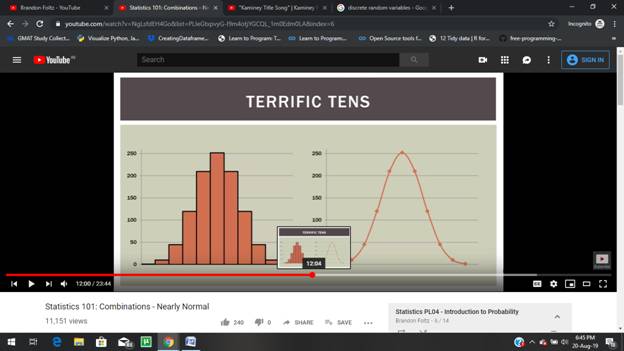 Brandon Foltz - YouTube
Statistics 101: Combinations - N
"Kaminey Title Song" | Kaminey
discrete random variables - Goo
youtube.com/watch?v=NgLsfdEtH4Go&list=PLIeGtxpvyG-I9m4otjYGCQL_1m0Edm0LA&index=6
Incognito
GMAT Study Collect...
Visualize Python, Ja...
CreatingDataframe...
Learn to Program: T...
Learn to Program...
Open Source tools f...
12 Tidy data | R for...
free-programming-...
YouTube
Search
SIGN IN
TERRIFIC TENS
250
200
150
100
50
0
250
200
150
100
TERRIFIC TENS
12:04
12:00 / 23:44
Statistics 101: Combinations - Nearly Normal
11,151 views
240
0
SHARE
SAVE
Statistics PL04 - Introduction to Probability
Brandon Foltz - 6 / 14
6:45 PM
20-Aug-19